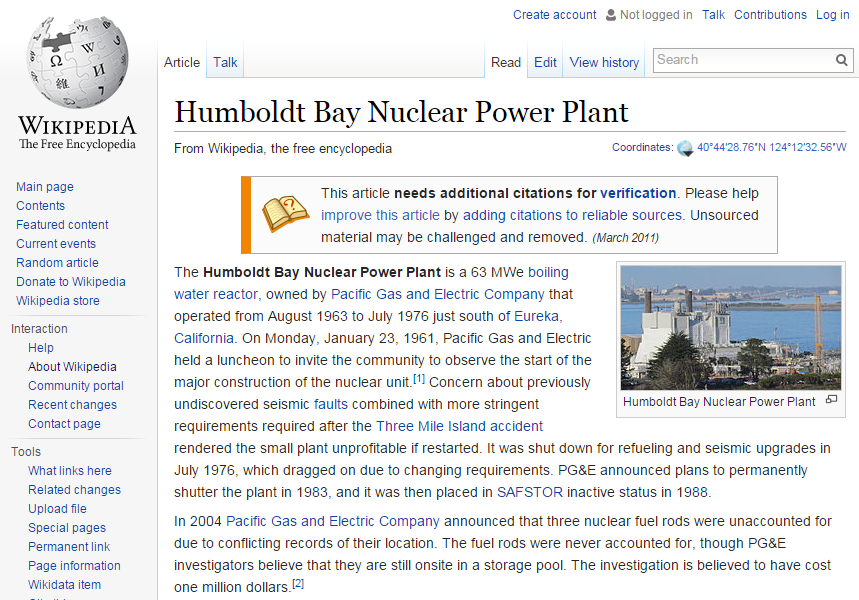 Create account Not logged in Talk Contributions Log in
Article Talk Read Edit View history Search
WIKIPEDIA
The Free Encyclopedia
Humboldt Bay Nuclear Power Plant
From Wikipedia, the free encyclopedia
Coordinates: 40°44′28.76″N 124°12′32.56″W
This article needs additional citations for verification. Please help
improve this article by adding citations to reliable sources. Unsourced
material may be challenged and removed. (March 2011)
Main page
Contents
Featured content
Current events
Random article
Donate to Wikipedia
Wikipedia store
Interaction
Help
About Wikipedia
Community portal
Recent changes
Contact page
Tools
What links here
Related changes
Upload file
Special pages
Permanent link
Page information
Wikidata item
The Humboldt Bay Nuclear Power Plant is a 63 MWe boiling
water reactor, owned by Pacific Gas and Electric Company that
operated from August 1963 to July 1976 just south of Eureka,
California. On Monday, January 23, 1961, Pacific Gas and Electric
held a luncheon to invite the community to observe the start of the
major construction of the nuclear unit.[1] Concern about previously
undiscovered seismic faults combined with more stringent
requirements required after the Three Mile Island accident
rendered the small plant unprofitable if restarted. It was shut down for refueling and seismic upgrades in
July 1976, which dragged on due to changing requirements. PG&E announced plans to permanently
shutter the plant in 1983, and it was then placed in SAFSTOR inactive status in 1988.
Humboldt Bay Nuclear Power Plant
In 2004 Pacific Gas and Electric Company announced that three nuclear fuel rods were unaccounted for
due to conflicting records of their location. The fuel rods were never accounted for, though PG&E
investigators believe that they are still onsite in a storage pool. The investigation is believed to have cost
one million dollars.[2]